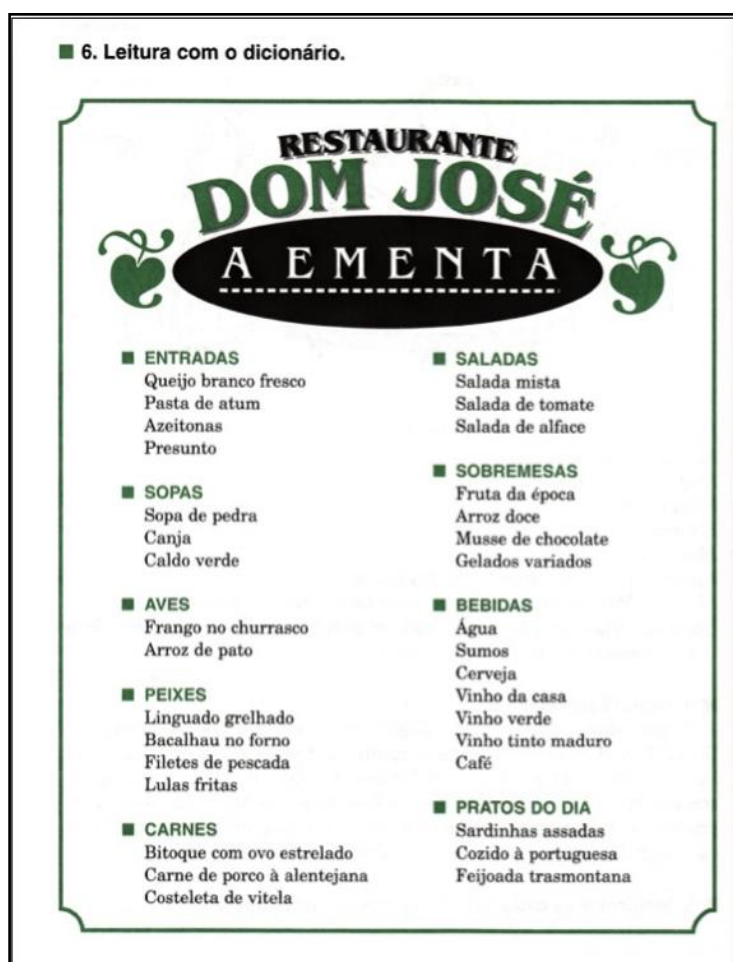 6. Leitura com o dicionário.
RESTAURANTE
DOM JOSÉ
A EMENTA
ENTRADAS
Queijo branco fresco
Pasta de atum
Azeitonas
Presunto
SOPAS
Sopa de pedra
Canja
Caldo verde
AVES
Frango no churrasco
Arroz de pato
PEIXES
Linguado grelhado
Bacalhau no forno
Filetes de pescada
Lulas fritas
CARNES
Bitoque com ovo estrelado
Carne de porco à alentejana
Costeleta de vitela
SALADAS
Salada mista
Salada de tomate
Salada de alface
SOBREMESAS
Fruta da época
Arroz doce
Musse de chocolate
Gelados variados
BEBIDAS
Água
Sumos
Cerveja
Vinho da casa
Vinho verde
Vinho tinto maduro
Café
PRATOS DO DIA
Sardinhas assadas
Cozido à portuguesa
Feijoada trasmontana